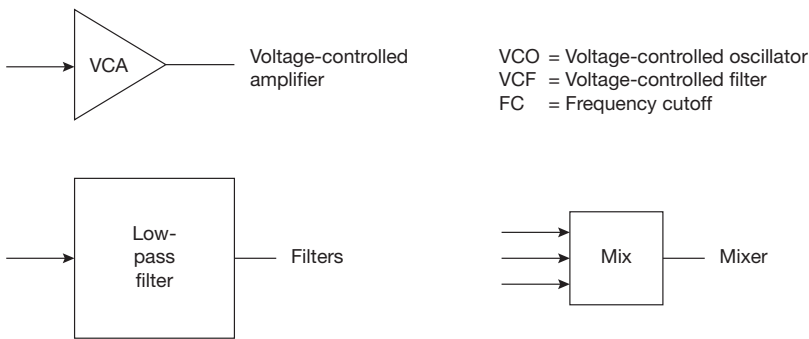 VCA
Voltage-controlled
amplifier
VCO = Voltage-controlled oscillator
VCF = Voltage-controlled filter
FC = Frequency cutoff
Low-
pass
filter
Filters
Mix
Mixer